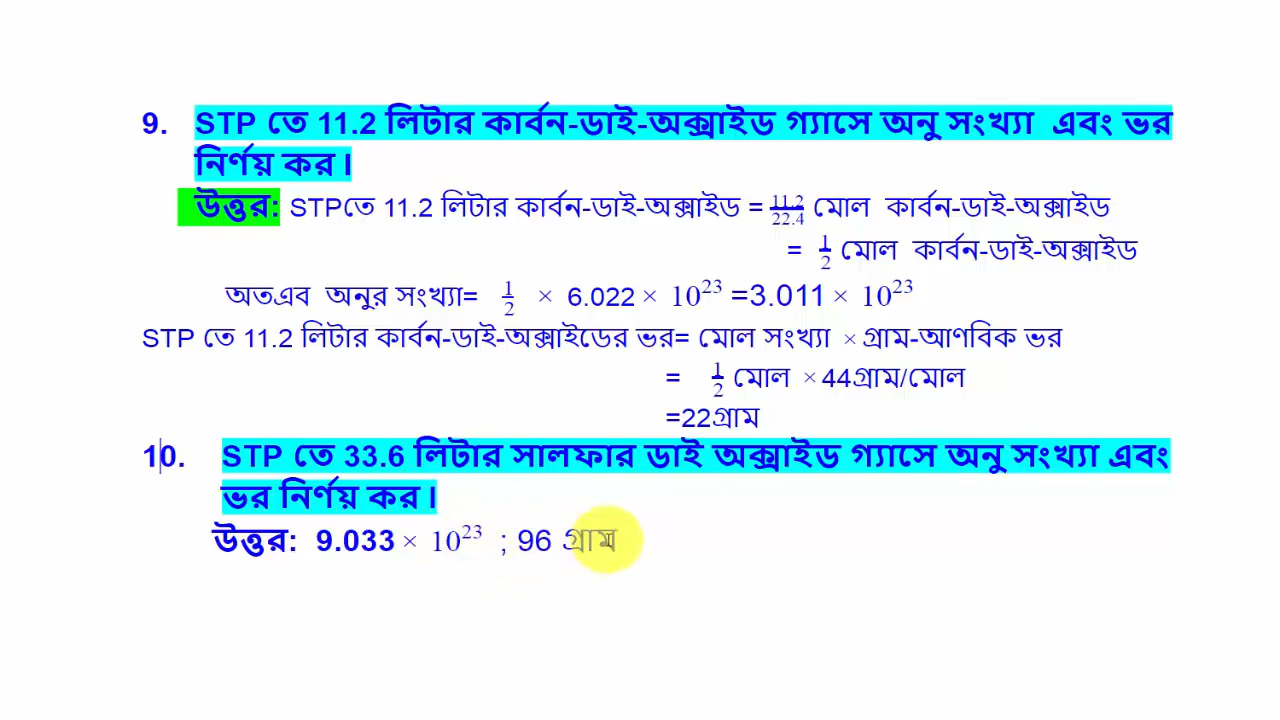 9. STP তে 11.2 লিটার কার্বন-ডাই-অক্সাইড গ্যাসে অনু সংখ্যা এবং ভর
নির্ণয় কর।
উত্তর: STPতে 11.2 লিটার কার্বন-ডাই-অক্সাইড = 11.2/22.4 মোল কার্বন-ডাই-অক্সাইড
= 1/2 মোল কার্বন-ডাই-অক্সাইড
অতএব অনুর সংখ্যা= 1/2 × 6.022 × 10^23 =3.011 × 10^23
STP তে 11.2 লিটার কার্বন-ডাই-অক্সাইডের ভর= মোল সংখ্যা × গ্রাম-আণবিক ভর
= 1/2 মোল × 44গ্রাম/মোল
=22গ্রাম
10. STP তে 33.6 লিটার সালফার ডাই অক্সাইড গ্যাসে অনু সংখ্যা এবং
ভর নির্ণয় কর।
উত্তর: 9.033 × 10^23 ; 96 গ্রাম